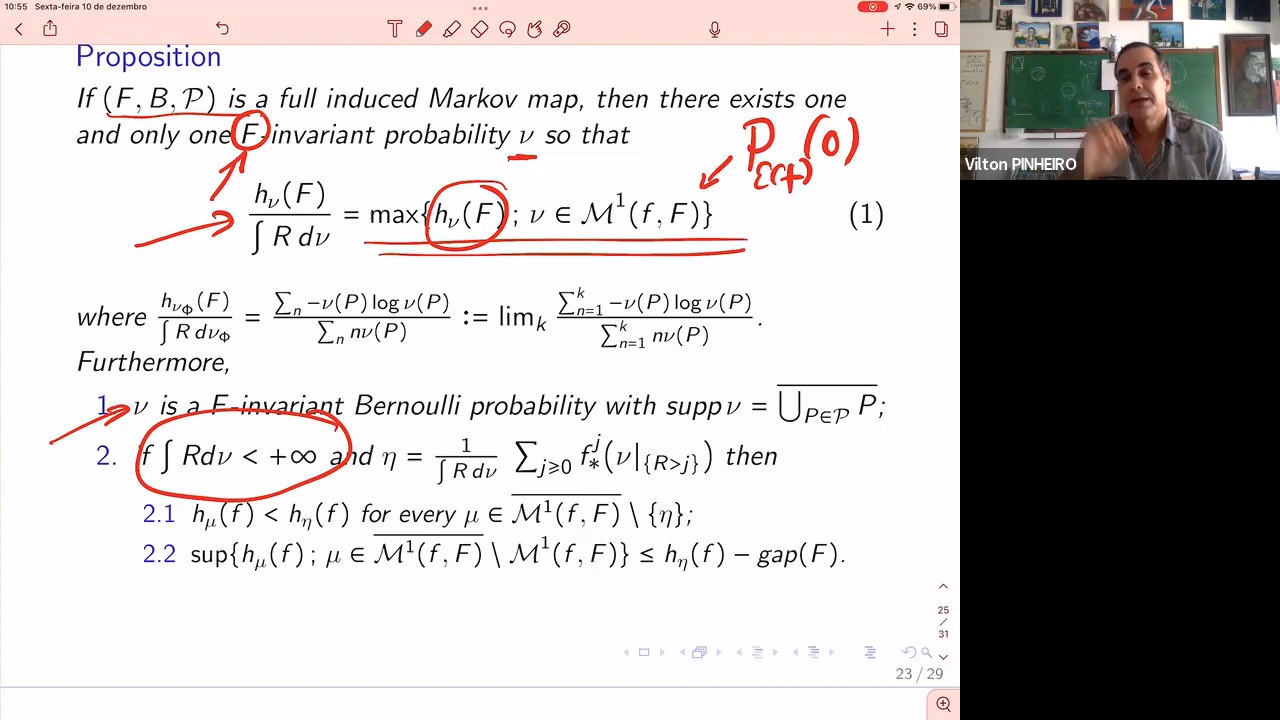 10:55 Sexta-feira 10 de dezembro
69%
Proposition
If (F, B, 𝒫) is a full induced Markov map, then there exists one
and only one F-invariant probability ν so that
P_{ℰ(f)}(0)
h_ν(F) / ∫ R dν = max{h_ν(F) ; ν ∈ ℳ¹(f, F)} (1)
where h_{ν_Φ}(F) / ∫ R dν_Φ = ∑_n −ν(P) log ν(P) / ∑_n nν(P) := lim_k ∑_{n=1}^k −ν(P) log ν(P) / ∑_{n=1}^k nν(P) .
Furthermore,
1. ν is a F-invariant Bernoulli probability with supp ν = \overline{⋃_{P∈𝒫} P};
2. If ∫ Rdν < +∞ and η = 1 / ∫ R dν ∑_{j⩾0} f_*^j(ν|_{{R>j}}) then
2.1 h_μ(f) < h_η(f) for every μ ∈ \overline{ℳ¹(f, F)} \ {η};
2.2 sup{h_μ(f) ; μ ∈ \overline{ℳ¹(f, F)} \ ℳ¹(f, F)} ≤ h_η(f) − gap(F).
25
/
31
23 / 29
Vilton PINHEIRO